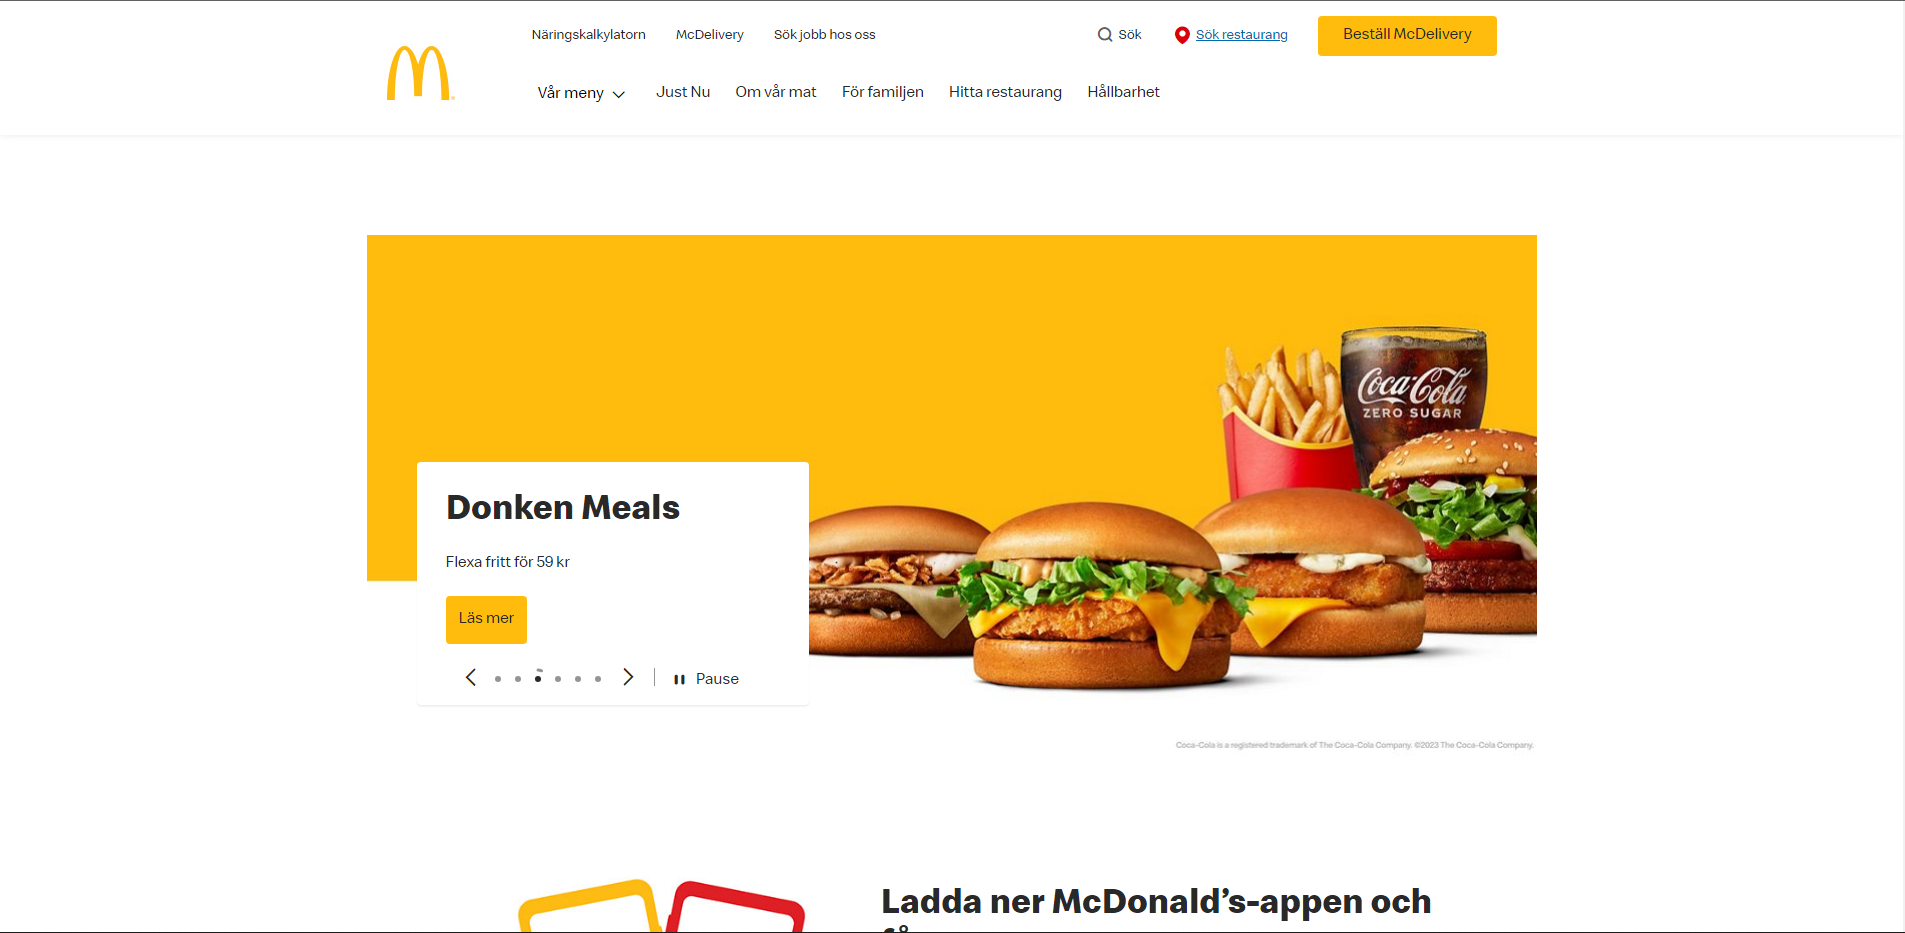 Näringskalkylatorn McDelivery Sök jobb hos oss Sök Sök restaurang Beställ McDelivery
Vår meny Just Nu Om vår mat För familjen Hitta restaurang Hållbarhet
Coca-Cola
ZERO SUGAR
Donken Meals
Flexa fritt för 59 kr
Läs mer
Pause
Coca-Cola is a registered trademark of The Coca-Cola Company. ©2023 The Coca-Cola Company.
Ladda ner McDonald’s-appen och